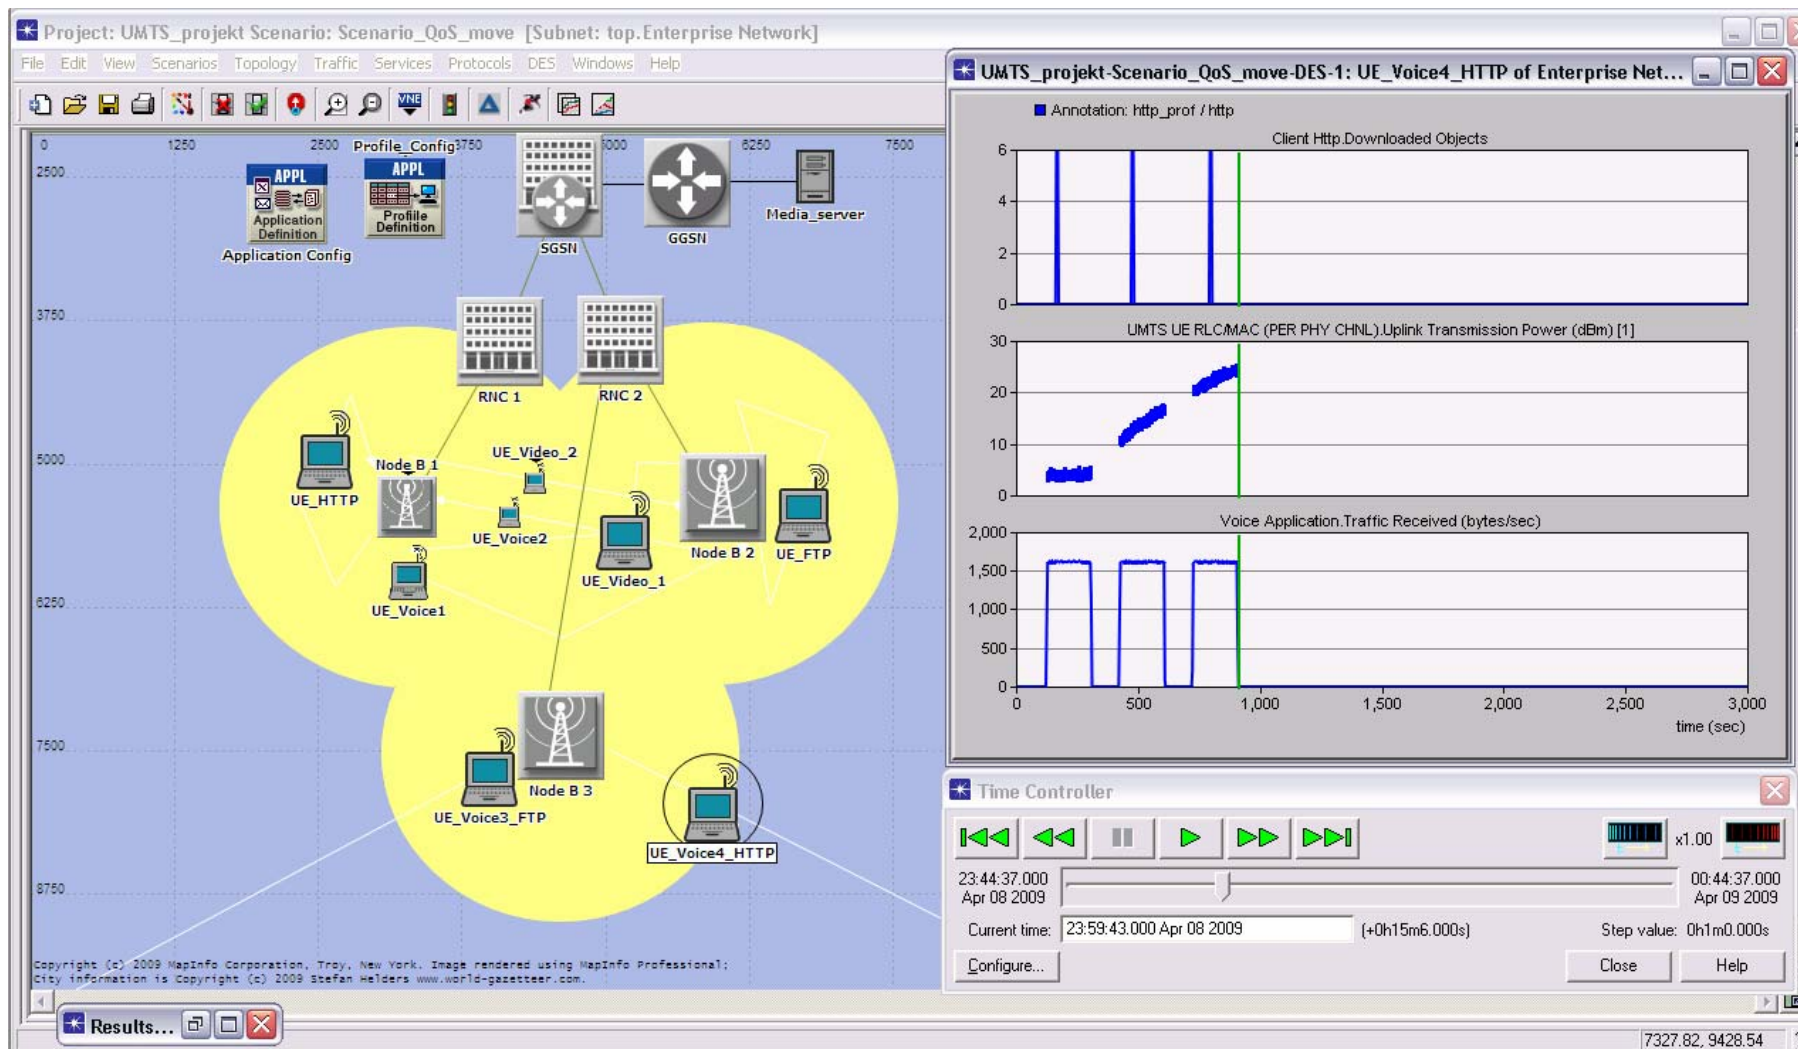 Project: UMTS_projekt Scenario: Scenario_QoS_move [Subnet: top.Enterprise Network]
File Edit View Scenarios Topology Traffic Services Protocols DES Windows Help
VNE
0 1250 2500 3750 5000 6250 7500
2500
3750
5000
6250
7500
8750
APPL
Application
Definition
Application Config
Profile_Config
APPL
Profile
Definition
SGSN
GGSN
Media_server
RNC 1
RNC 2
UE_HTTP
Node B 1
UE_Video_2
UE_Voice2
UE_Voice1
UE_Video_1
Node B 2
UE_FTP
Node B 3
UE_Voice3_FTP
UE_Voice4_HTTP
Copyright (c) 2009 MapInfo Corporation, Troy, New York. Image rendered using MapInfo Professional;
City information is Copyright (c) 2009 Stefan Helders www.world-gazetteer.com.
Results...
7327.82, 9428.54
UMTS_projekt-Scenario_QoS_move-DES-1: UE_Voice4_HTTP of Enterprise Net...
Annotation: http_prof / http
Client Http.Downloaded Objects
6
4
2
0
UMTS UE RLC/MAC (PER PHY CHNL).Uplink Transmission Power (dBm) [1]
30
20
10
0
Voice Application.Traffic Received (bytes/sec)
2,000
1,500
1,000
500
0
0 500 1,000 1,500 2,000 2,500 3,000
time (sec)
Time Controller
x1.00
23:44:37.000
Apr 08 2009
00:44:37.000
Apr 09 2009
Current time: 23:59:43.000 Apr 08 2009 (+0h15m6.000s) Step value: 0h1m0.000s
Configure... Close Help